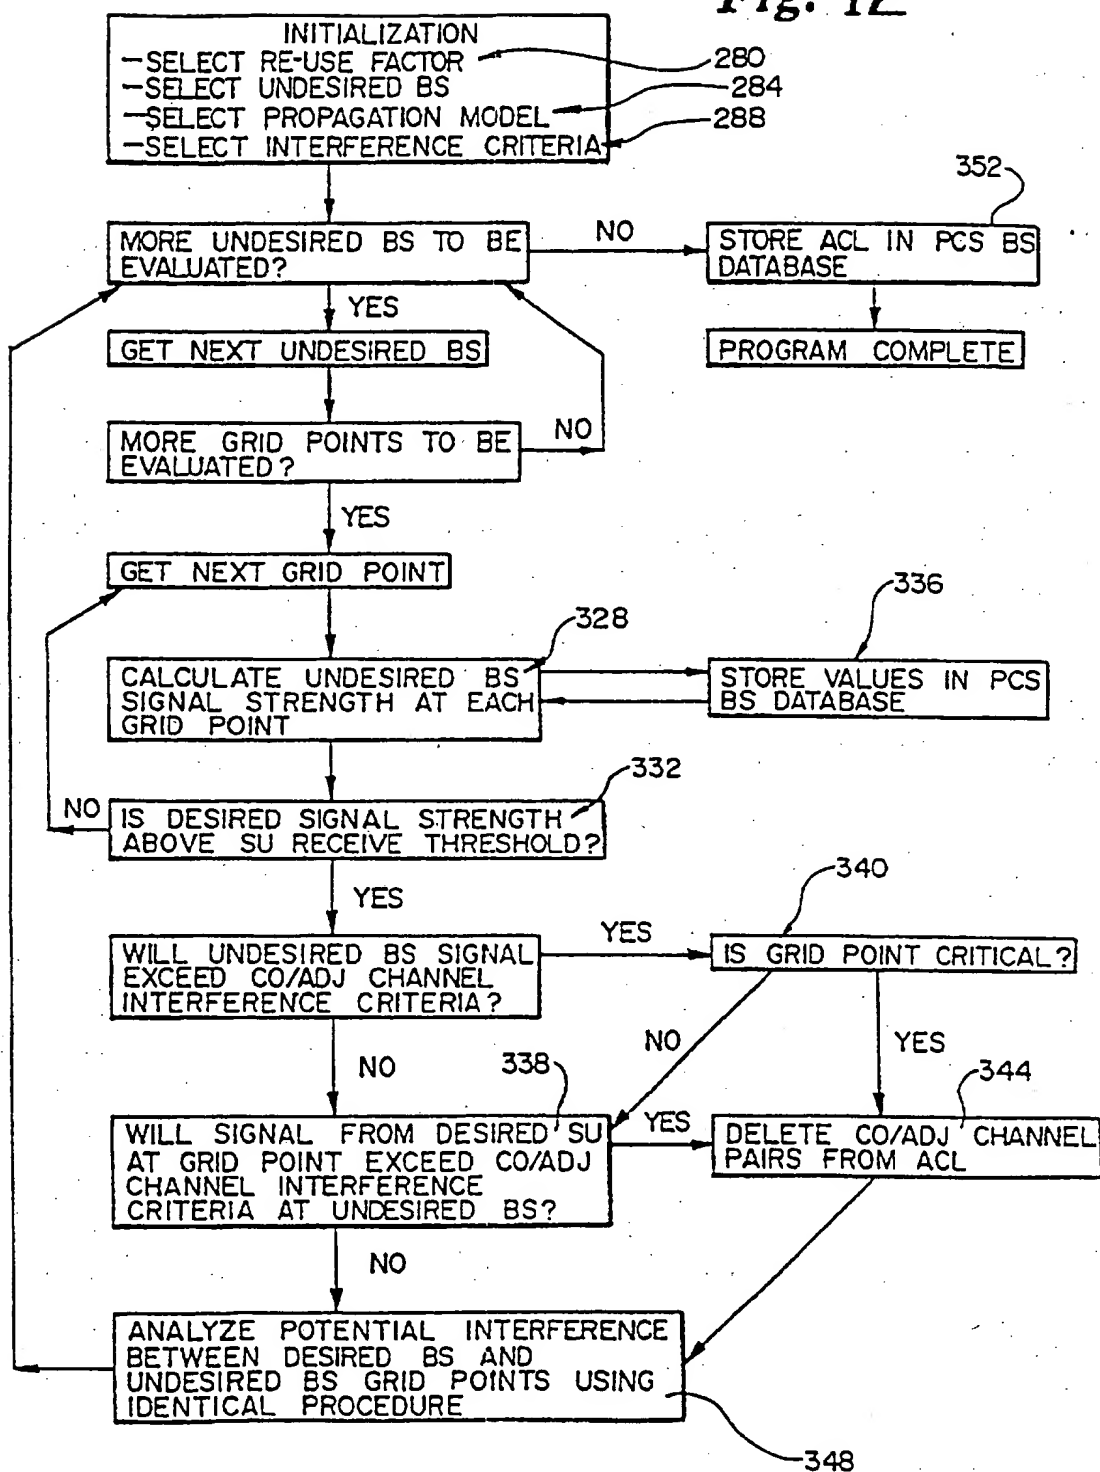 Fig. 12
INITIALIZATION
-SELECT RE-USE FACTOR
280
-SELECT UNDESIRED BS
284
-SELECT PROPAGATION MODEL
288
-SELECT INTERFERENCE CRITERIA
352
MORE UNDESIRED BS TO BE
EVALUATED?
NO
STORE ACL IN PCS BS
DATABASE
YES
GET NEXT UNDESIRED BS
PROGRAM COMPLETE
MORE GRID POINTS TO BE
EVALUATED?
NO
YES
GET NEXT GRID POINT
336
328
CALCULATE UNDESIRED BS
SIGNAL STRENGTH AT EACH
GRID POINT
STORE VALUES IN PCS
BS DATABASE
332
NO
IS DESIRED SIGNAL STRENGTH
ABOVE SU RECEIVE THRESHOLD?
YES
340
WILL UNDESIRED BS SIGNAL
EXCEED CO/ADJ CHANNEL
INTERFERENCE CRITERIA?
YES
IS GRID POINT CRITICAL?
NO
YES
NO
338
344
WILL SIGNAL FROM DESIRED SU
AT GRID POINT EXCEED CO/ADJ
CHANNEL INTERFERENCE
CRITERIA AT UNDESIRED BS?
YES
DELETE CO/ADJ CHANNEL
PAIRS FROM ACL
NO
ANALYZE POTENTIAL INTERFERENCE
BETWEEN DESIRED BS AND
UNDESIRED BS GRID POINTS USING
IDENTICAL PROCEDURE
348